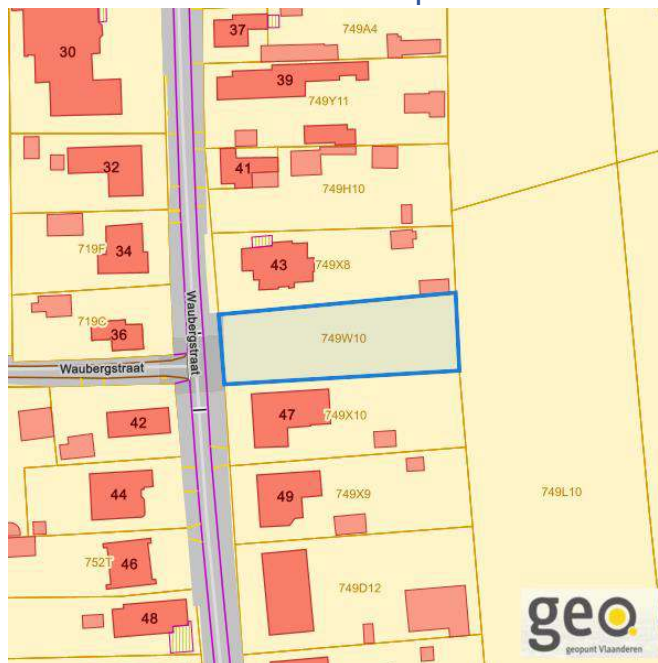 37
749A4
30
39
749Y11
41
32
749H10
719F
34
43
749X8
719C
36
Waubergstraat
749W10
Waubergstraat
47
749X10
42
44
49
749X9
749L10
752T
46
749D12
48
geo
geopunt Vlaanderen